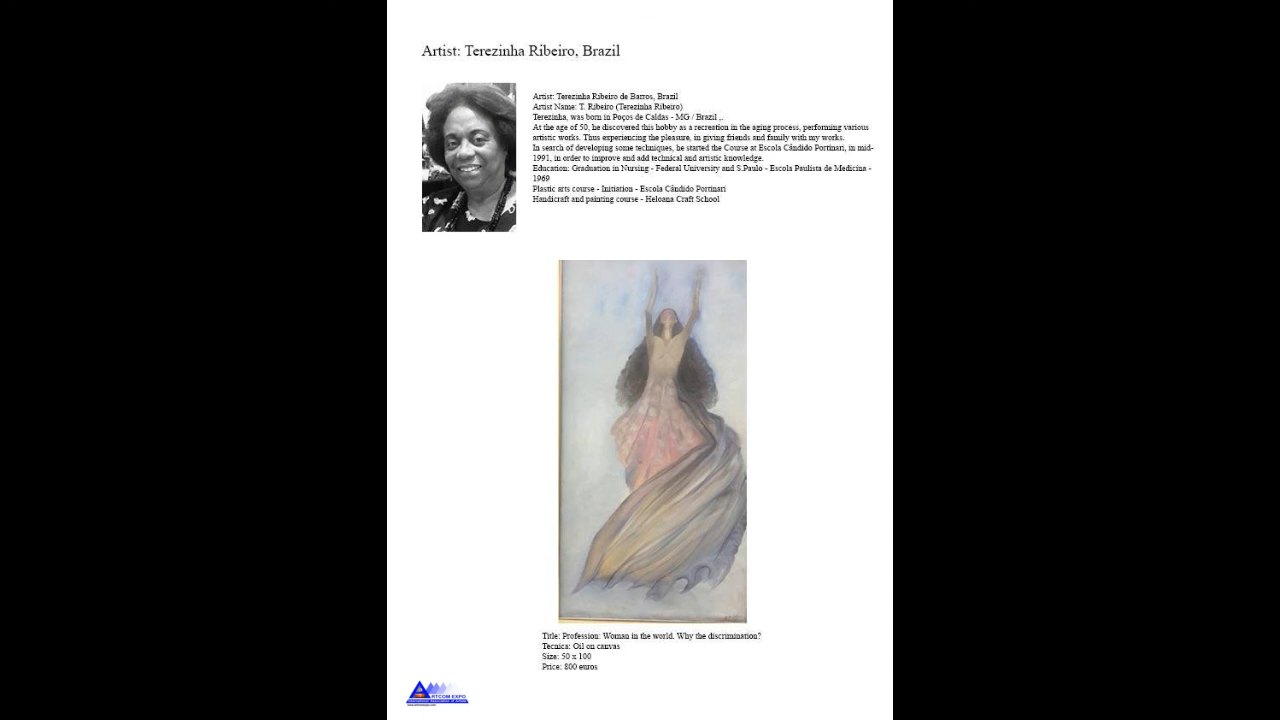 Artist: Terezinha Ribeiro, Brazil
Artist: Terezinha Ribeiro de Barros, Brazil
Artist Name: T. Ribeiro (Terezinha Ribeiro)
Terezinha, was born in Poços de Caldas - MG / Brazil ,.
At the age of 50, he discovered this hobby as a recreation in the aging process, performing various
artistic works. Thus experiencing the pleasure, in giving friends and family with my works.
In search of developing some techniques, he started the Course at Escola Cândido Portinari, in mid-
1991, in order to improve and add technical and artistic knowledge.
Education: Graduation in Nursing - Federal University and S.Paulo - Escola Paulista de Medicina -
1969
Plastic arts course - Initiation - Escola Cândido Portinari
Handicraft and painting course - Heloana Craft School
Title: Profession: Woman in the world. Why the discrimination?
Tecnica: Oil on canvas
Size: 50 x 100
Price: 800 euros
RTCOM EXPO